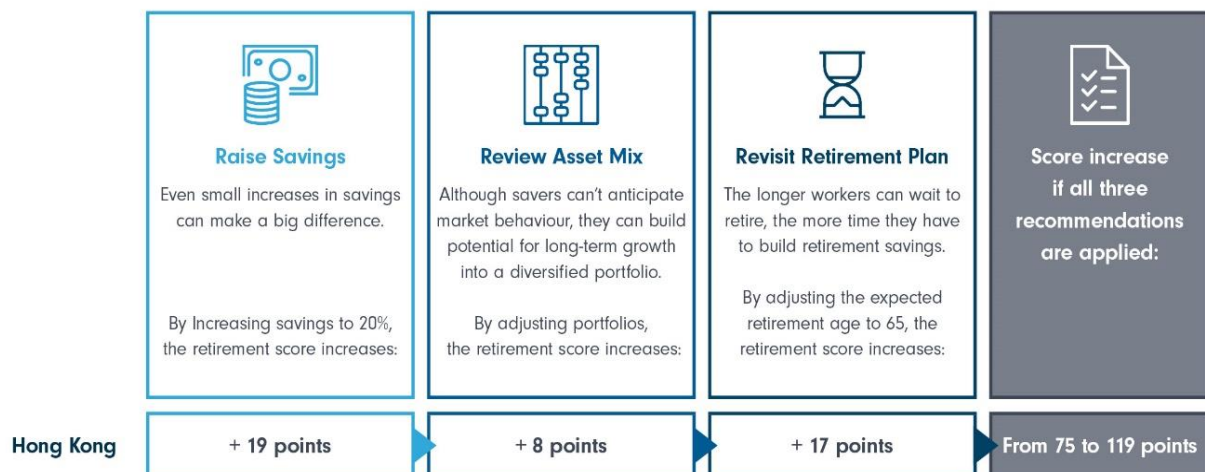 Raise Savings
Even small increases in savings
can make a big difference.
By Increasing savings to 20%,
the retirement score increases:
Review Asset Mix
Although savers can't anticipate
market behaviour, they can build
potential for long-term growth
into a diversified portfolio.
By adjusting portfolios,
the retirement score increases:
Revisit Retirement Plan
The longer workers can wait to
retire, the more time they have
to build retirement savings.
By adjusting the expected
retirement age to 65, the
retirement score increases:
Score increase
if all three
recommendations
are applied:
Hong Kong
+ 19 points
+ 8 points
+ 17 points
From 75 to 119 points